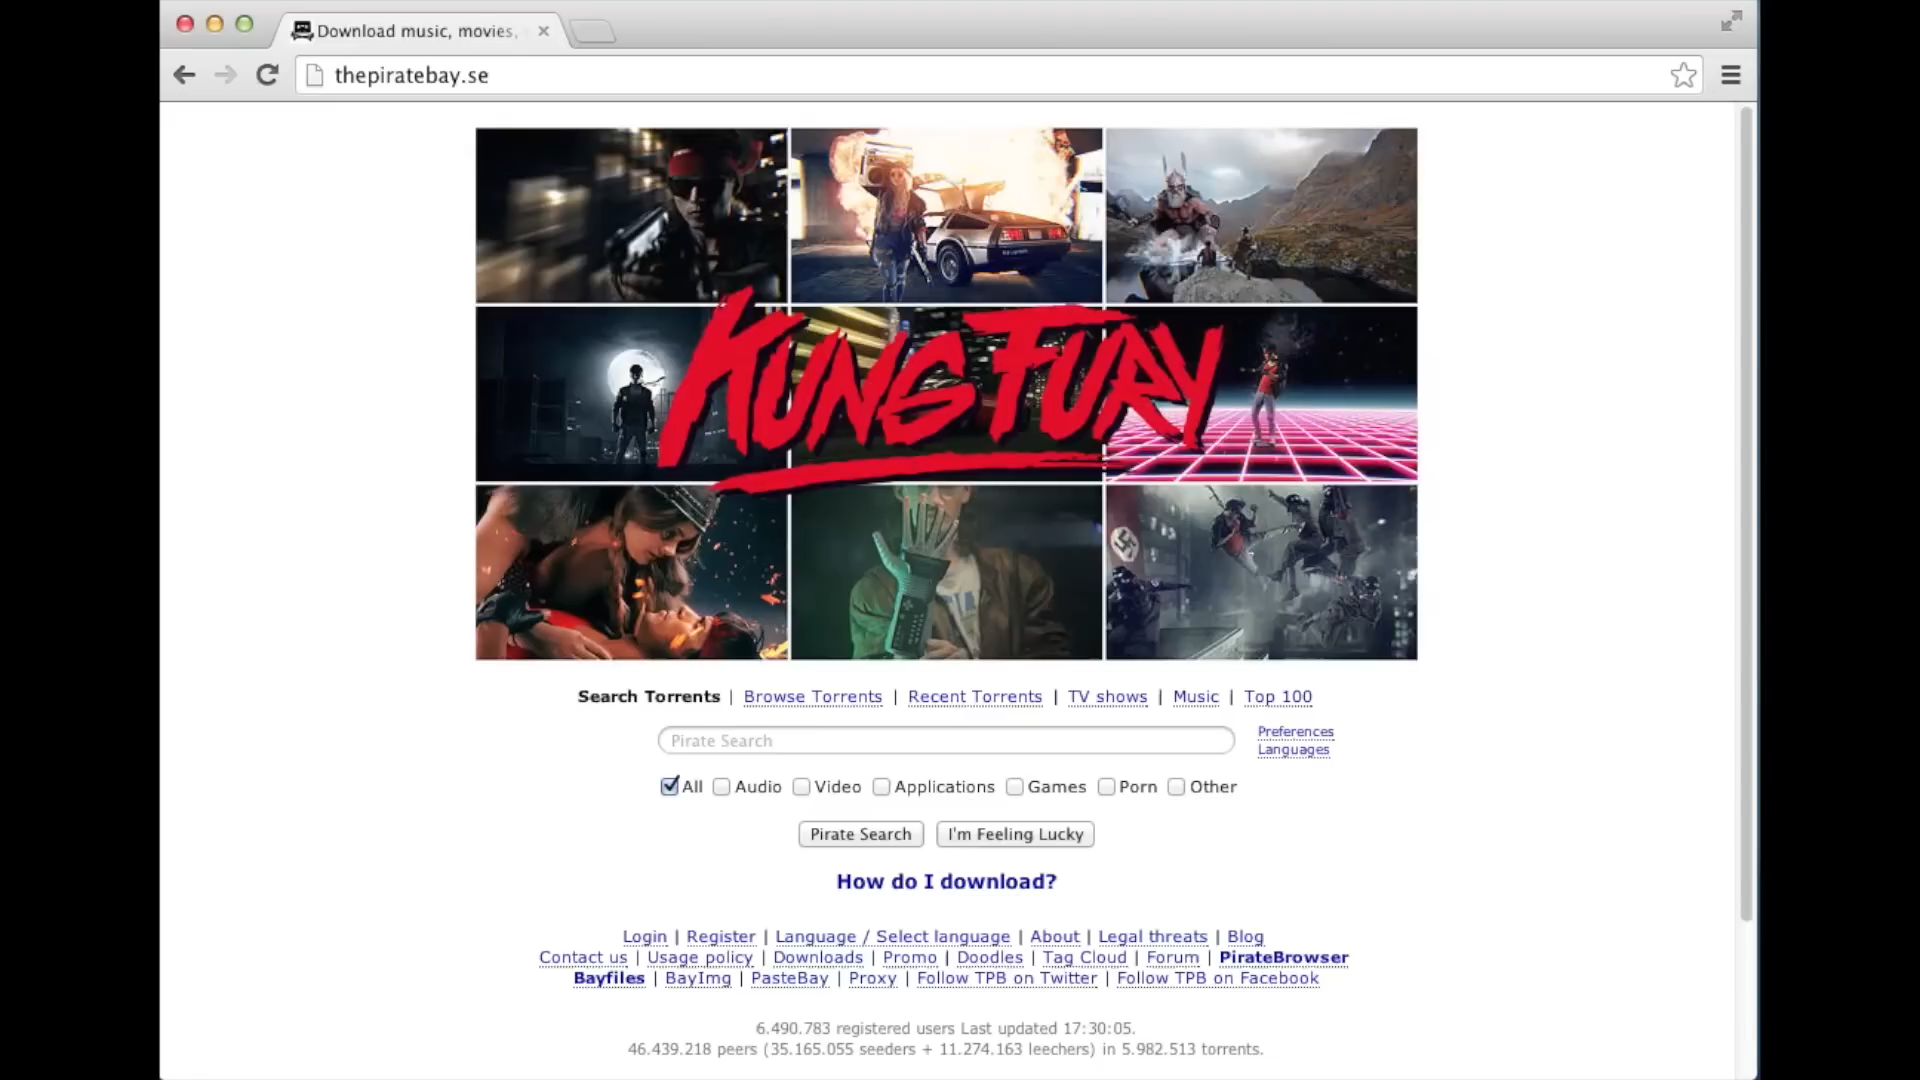 Download music, movies,
thepiratebay.se
KUNG FURY
Search Torrents | Browse Torrents | Recent Torrents | TV shows | Music | Top 100
Pirate Search
Preferences
Languages
All Audio Video Applications Games Porn Other
Pirate Search I'm Feeling Lucky
How do I download?
Login | Register | Language / Select language | About | Legal threats | Blog
Contact us | Usage policy | Downloads | Promo | Doodles | Tag Cloud | Forum | PirateBrowser
Bayfiles | BayImg | PasteBay | Proxy | Follow TPB on Twitter | Follow TPB on Facebook
6.490.783 registered users Last updated 17:30:05.
46.439.218 peers (35.165.055 seeders + 11.274.163 leechers) in 5.982.513 torrents.